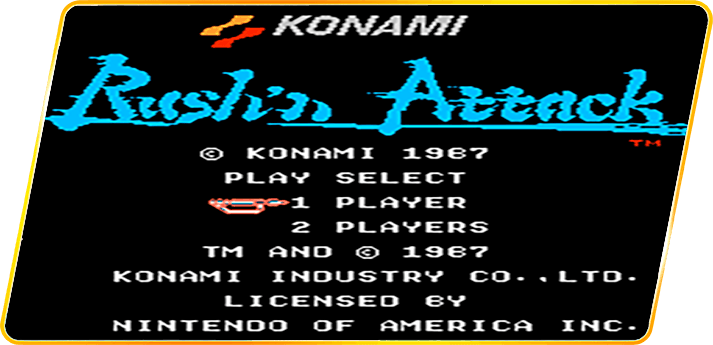 KONAMI
Rush'n Attack
TM
© KONAMI 1987
PLAY SELECT
1 PLAYER
2 PLAYERS
TM AND © 1987
KONAMI INDUSTRY CO.,LTD.
LICENSED BY
NINTENDO OF AMERICA INC.